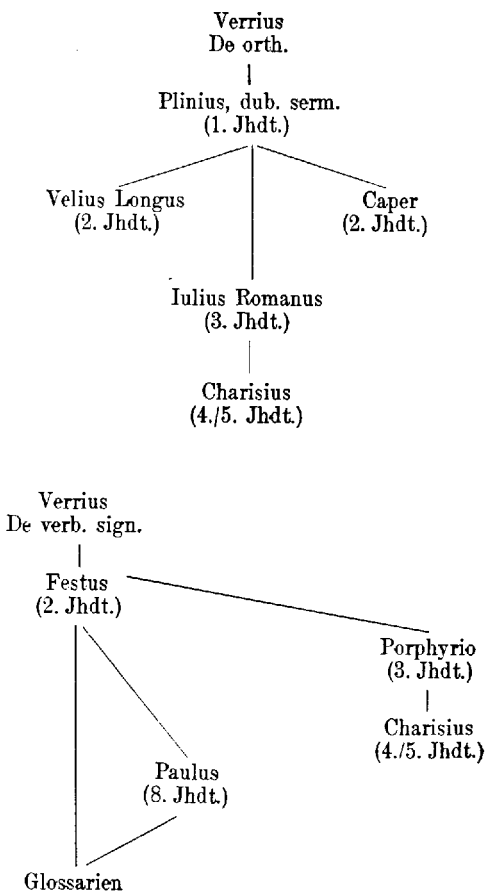 Verrius
De orth.
Plinius, dub. serm.
(1. Jhdt.)
Velius Longus
(2. Jhdt.)
Caper
(2. Jhdt.)
Iulius Romanus
(3. Jhdt.)
Charisius
(4./5. Jhdt.)
Verrius
De verb. sign.
Festus
(2. Jhdt.)
Porphyrio
(3. Jhdt.)
Charisius
(4./5. Jhdt.)
Paulus
(8. Jhdt.)
Glossarien